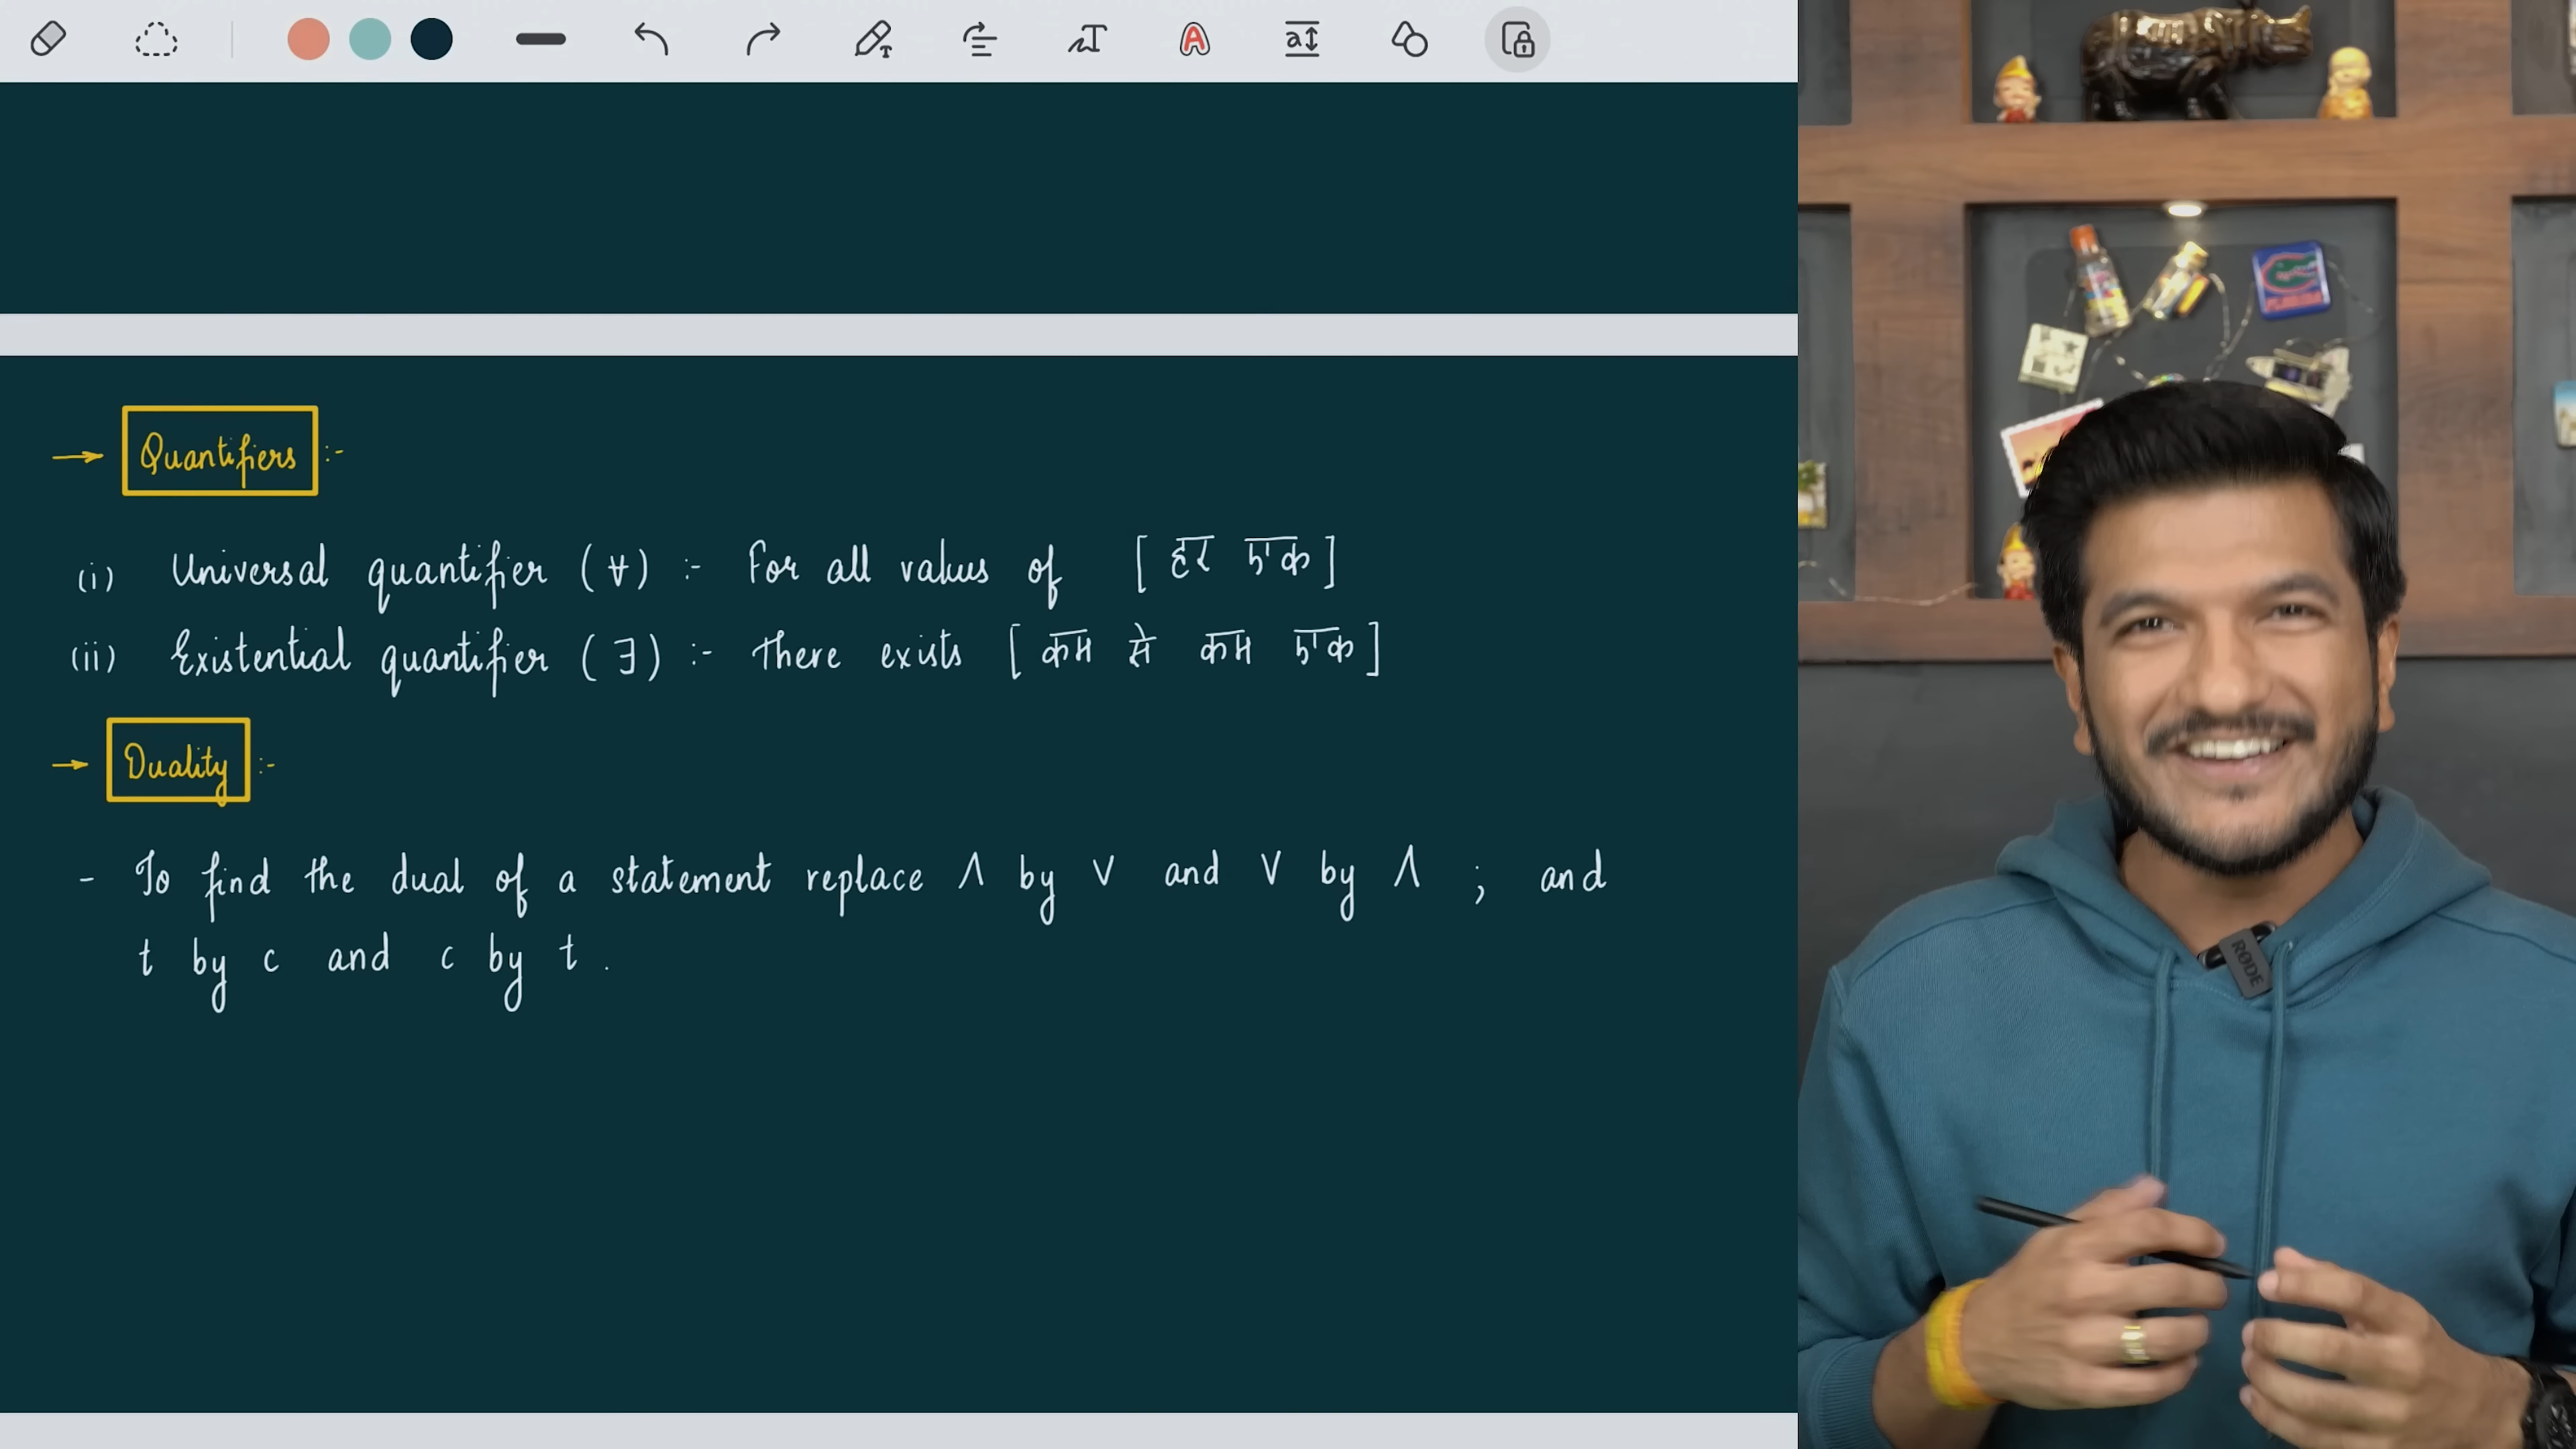 → Quantifiers :-
(i) Universal quantifier (∀) :- For all values of [ हर एक ]
(ii) Existential quantifier (∃) :- There exists [ कम से कम एक ]
→ Duality :-
- To find the dual of a statement replace ∧ by ∨ and ∨ by ∧ ; and
t by c and c by t .
RØDE